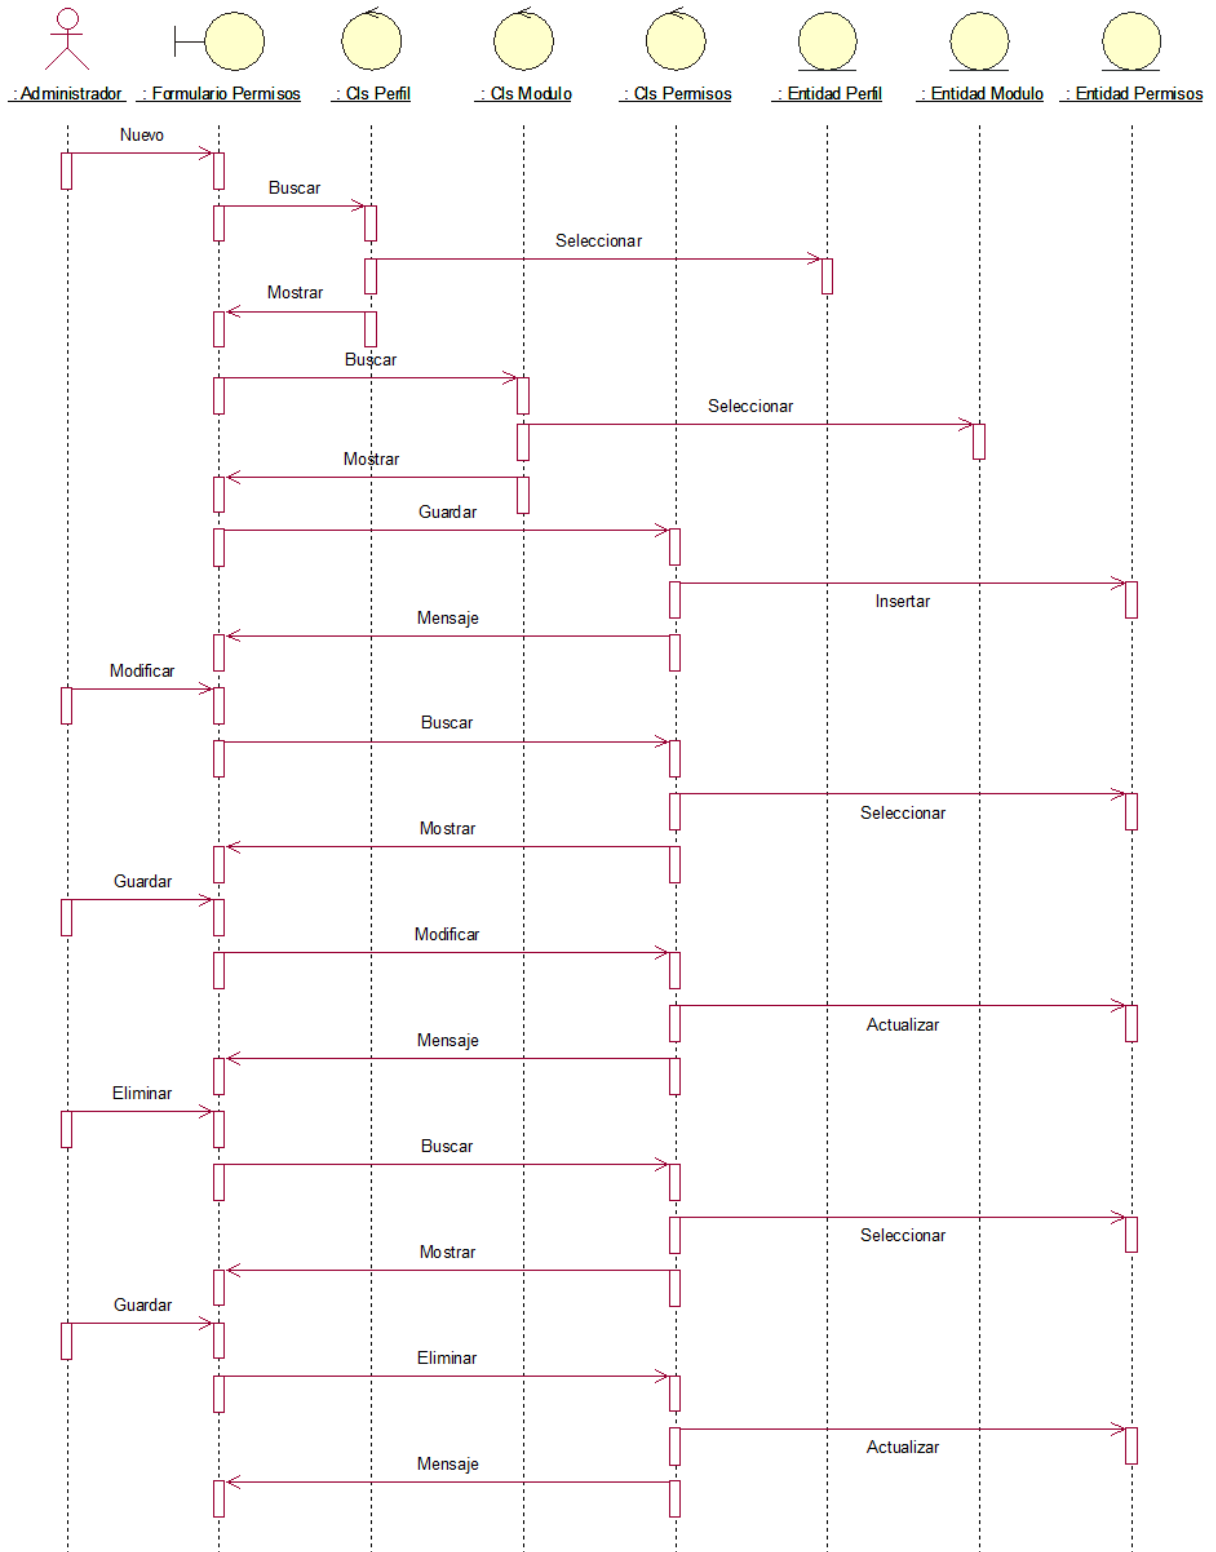 : Administrador : Formulario Permisos : Cls Perfil : Cls Modulo : Cls Permisos : Entidad Perfil : Entidad Modulo : Entidad Permisos
Nuevo
Buscar
Seleccionar
Mostrar
Buscar
Seleccionar
Mostrar
Guardar
Insertar
Mensaje
Modificar
Buscar
Seleccionar
Mostrar
Guardar
Modificar
Actualizar
Mensaje
Eliminar
Buscar
Seleccionar
Mostrar
Guardar
Eliminar
Actualizar
Mensaje